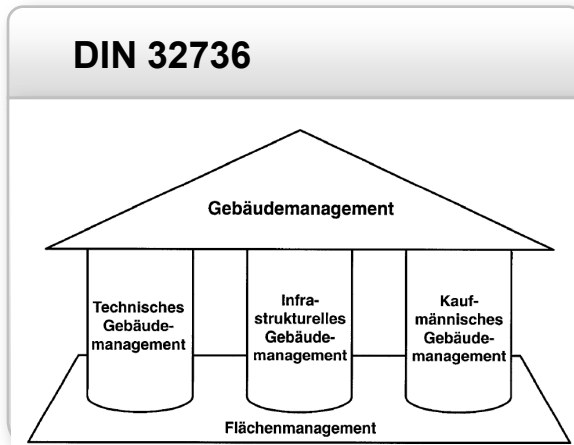 DIN 32736
Gebäudemanagement
Technisches
Gebäude-
management
Infra-
strukturelles
Gebäude-
management
Kauf-
männisches
Gebäude-
management
Flächenmanagement